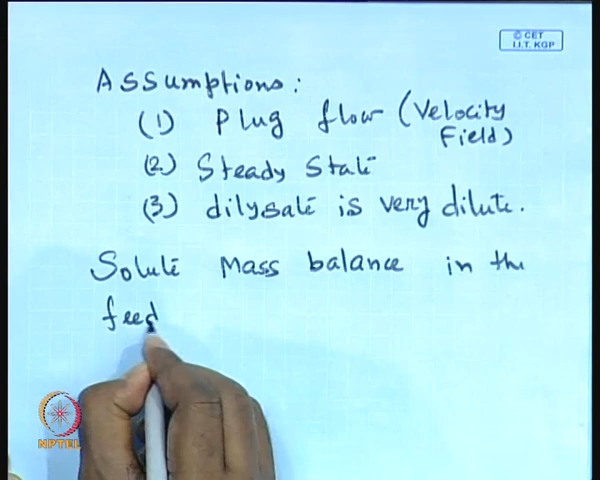 © CET
I.I.T. KGP
Assumptions:
(1) Plug flow (Velocity
Field)
(2) Steady State
(3) dilysate is very dilute.
Solute Mass balance in the
feed
NPTEL